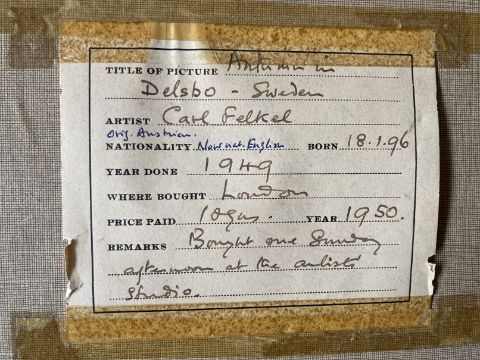 TITLE OF PICTURE Autumn in
Delsbo - Sweden
ARTIST Carl Felkel
Orig. Austrian.
NATIONALITY Now nat. English BORN 18.1.96
YEAR DONE 1949
WHERE BOUGHT London
PRICE PAID 10gns. YEAR 1950.
REMARKS Bought one Sunday
afternoon at the artists'
studio.